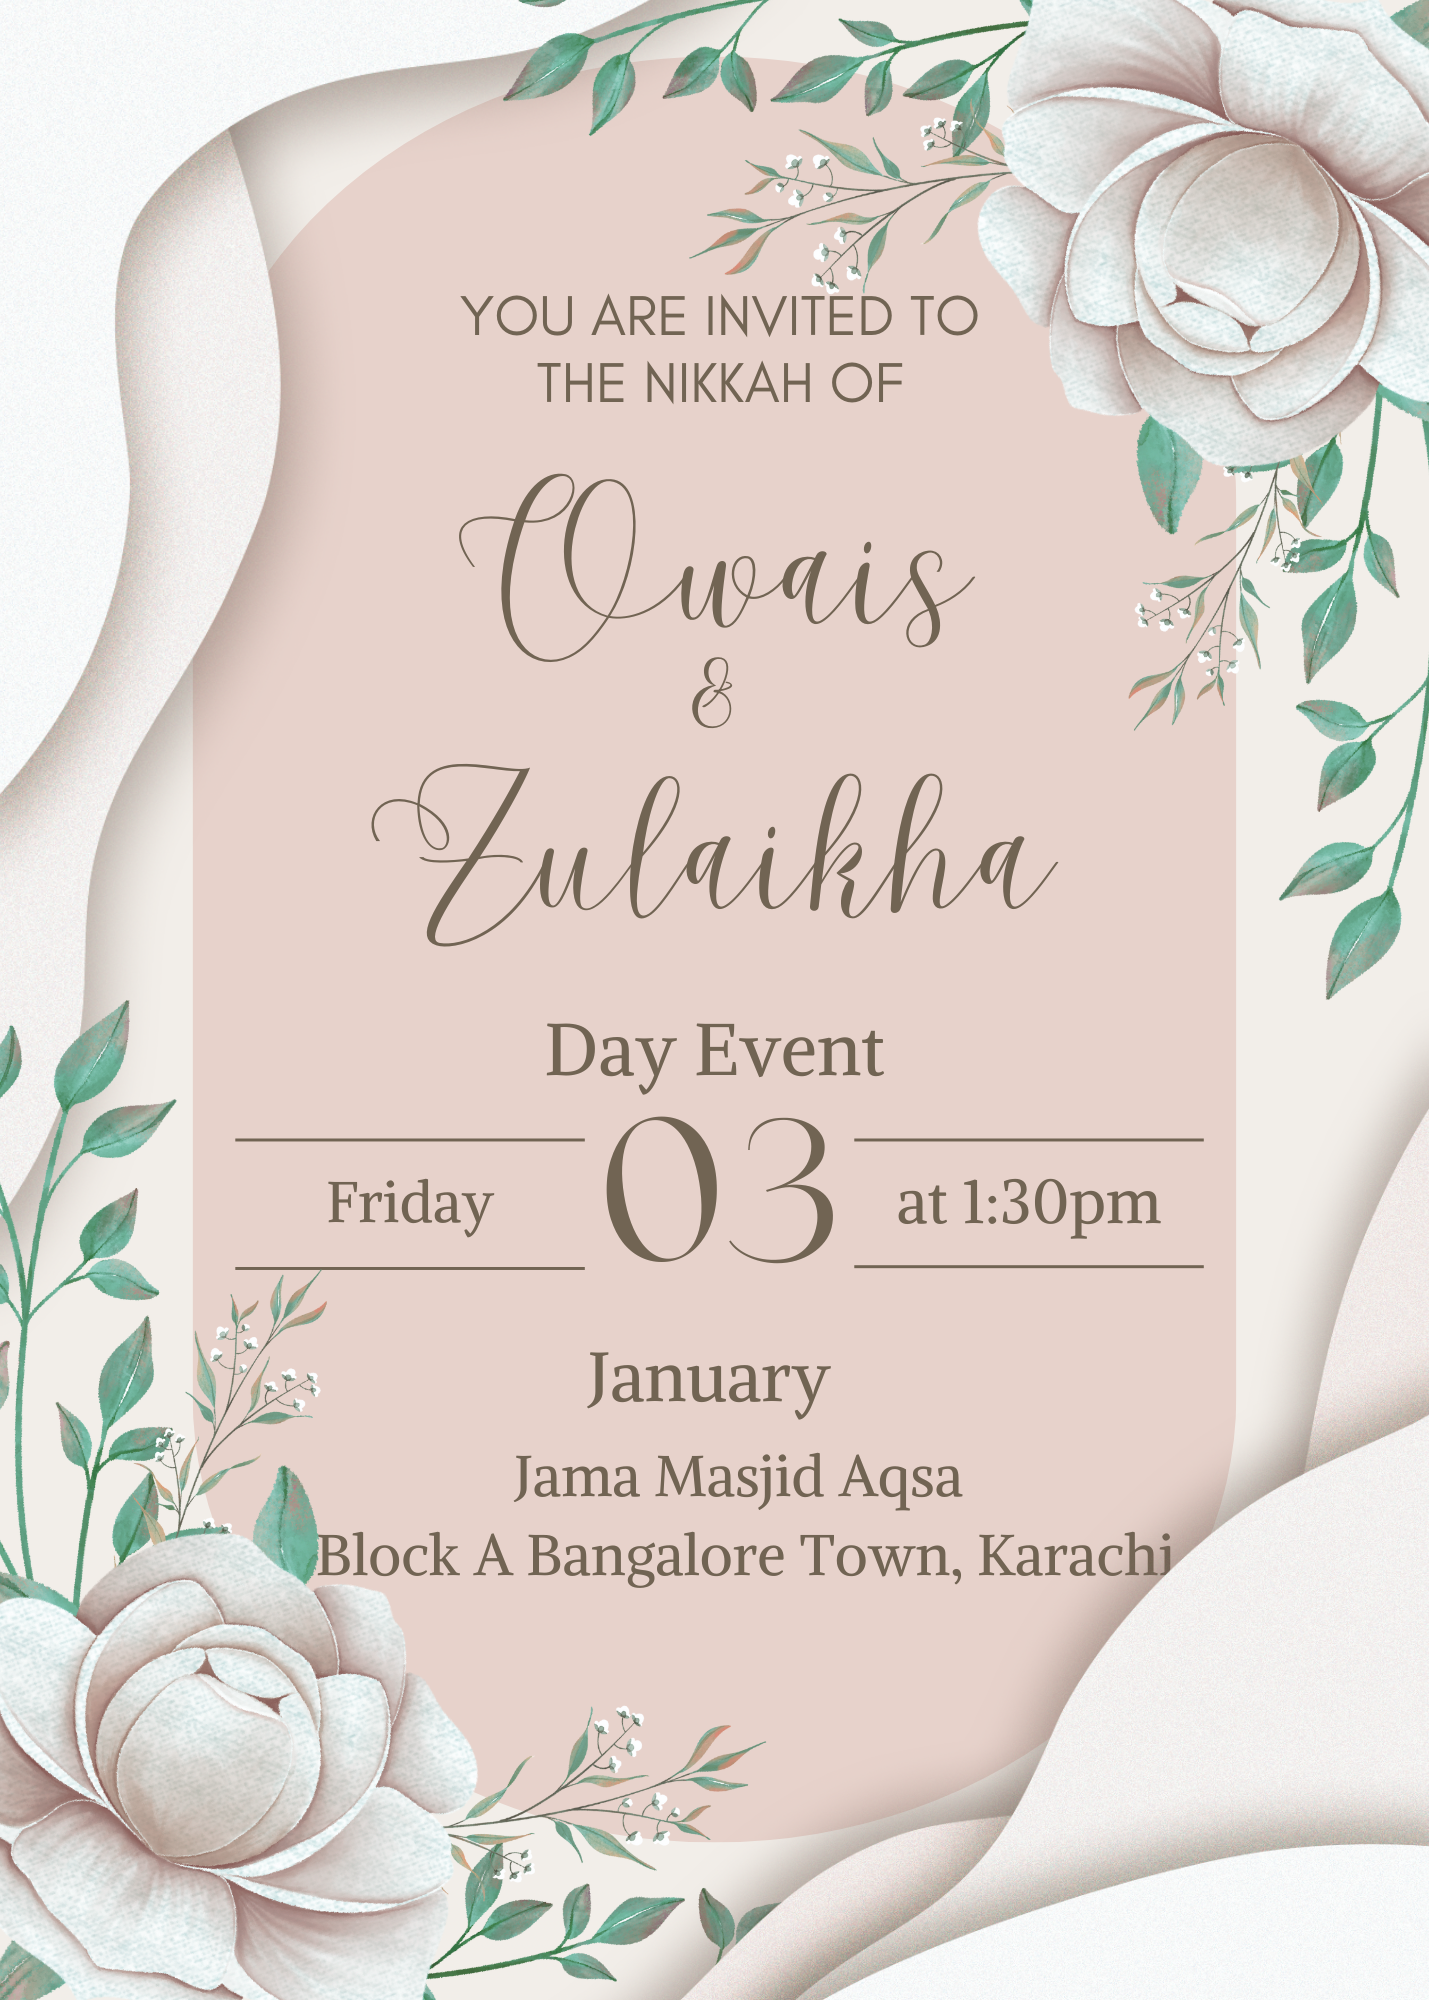 YOU ARE INVITED TO
THE NIKKAH OF
Owais
&
Zulaikha
Day Event
Friday 03 at 1:30pm
January
Jama Masjid Aqsa
Block A Bangalore Town, Karachi